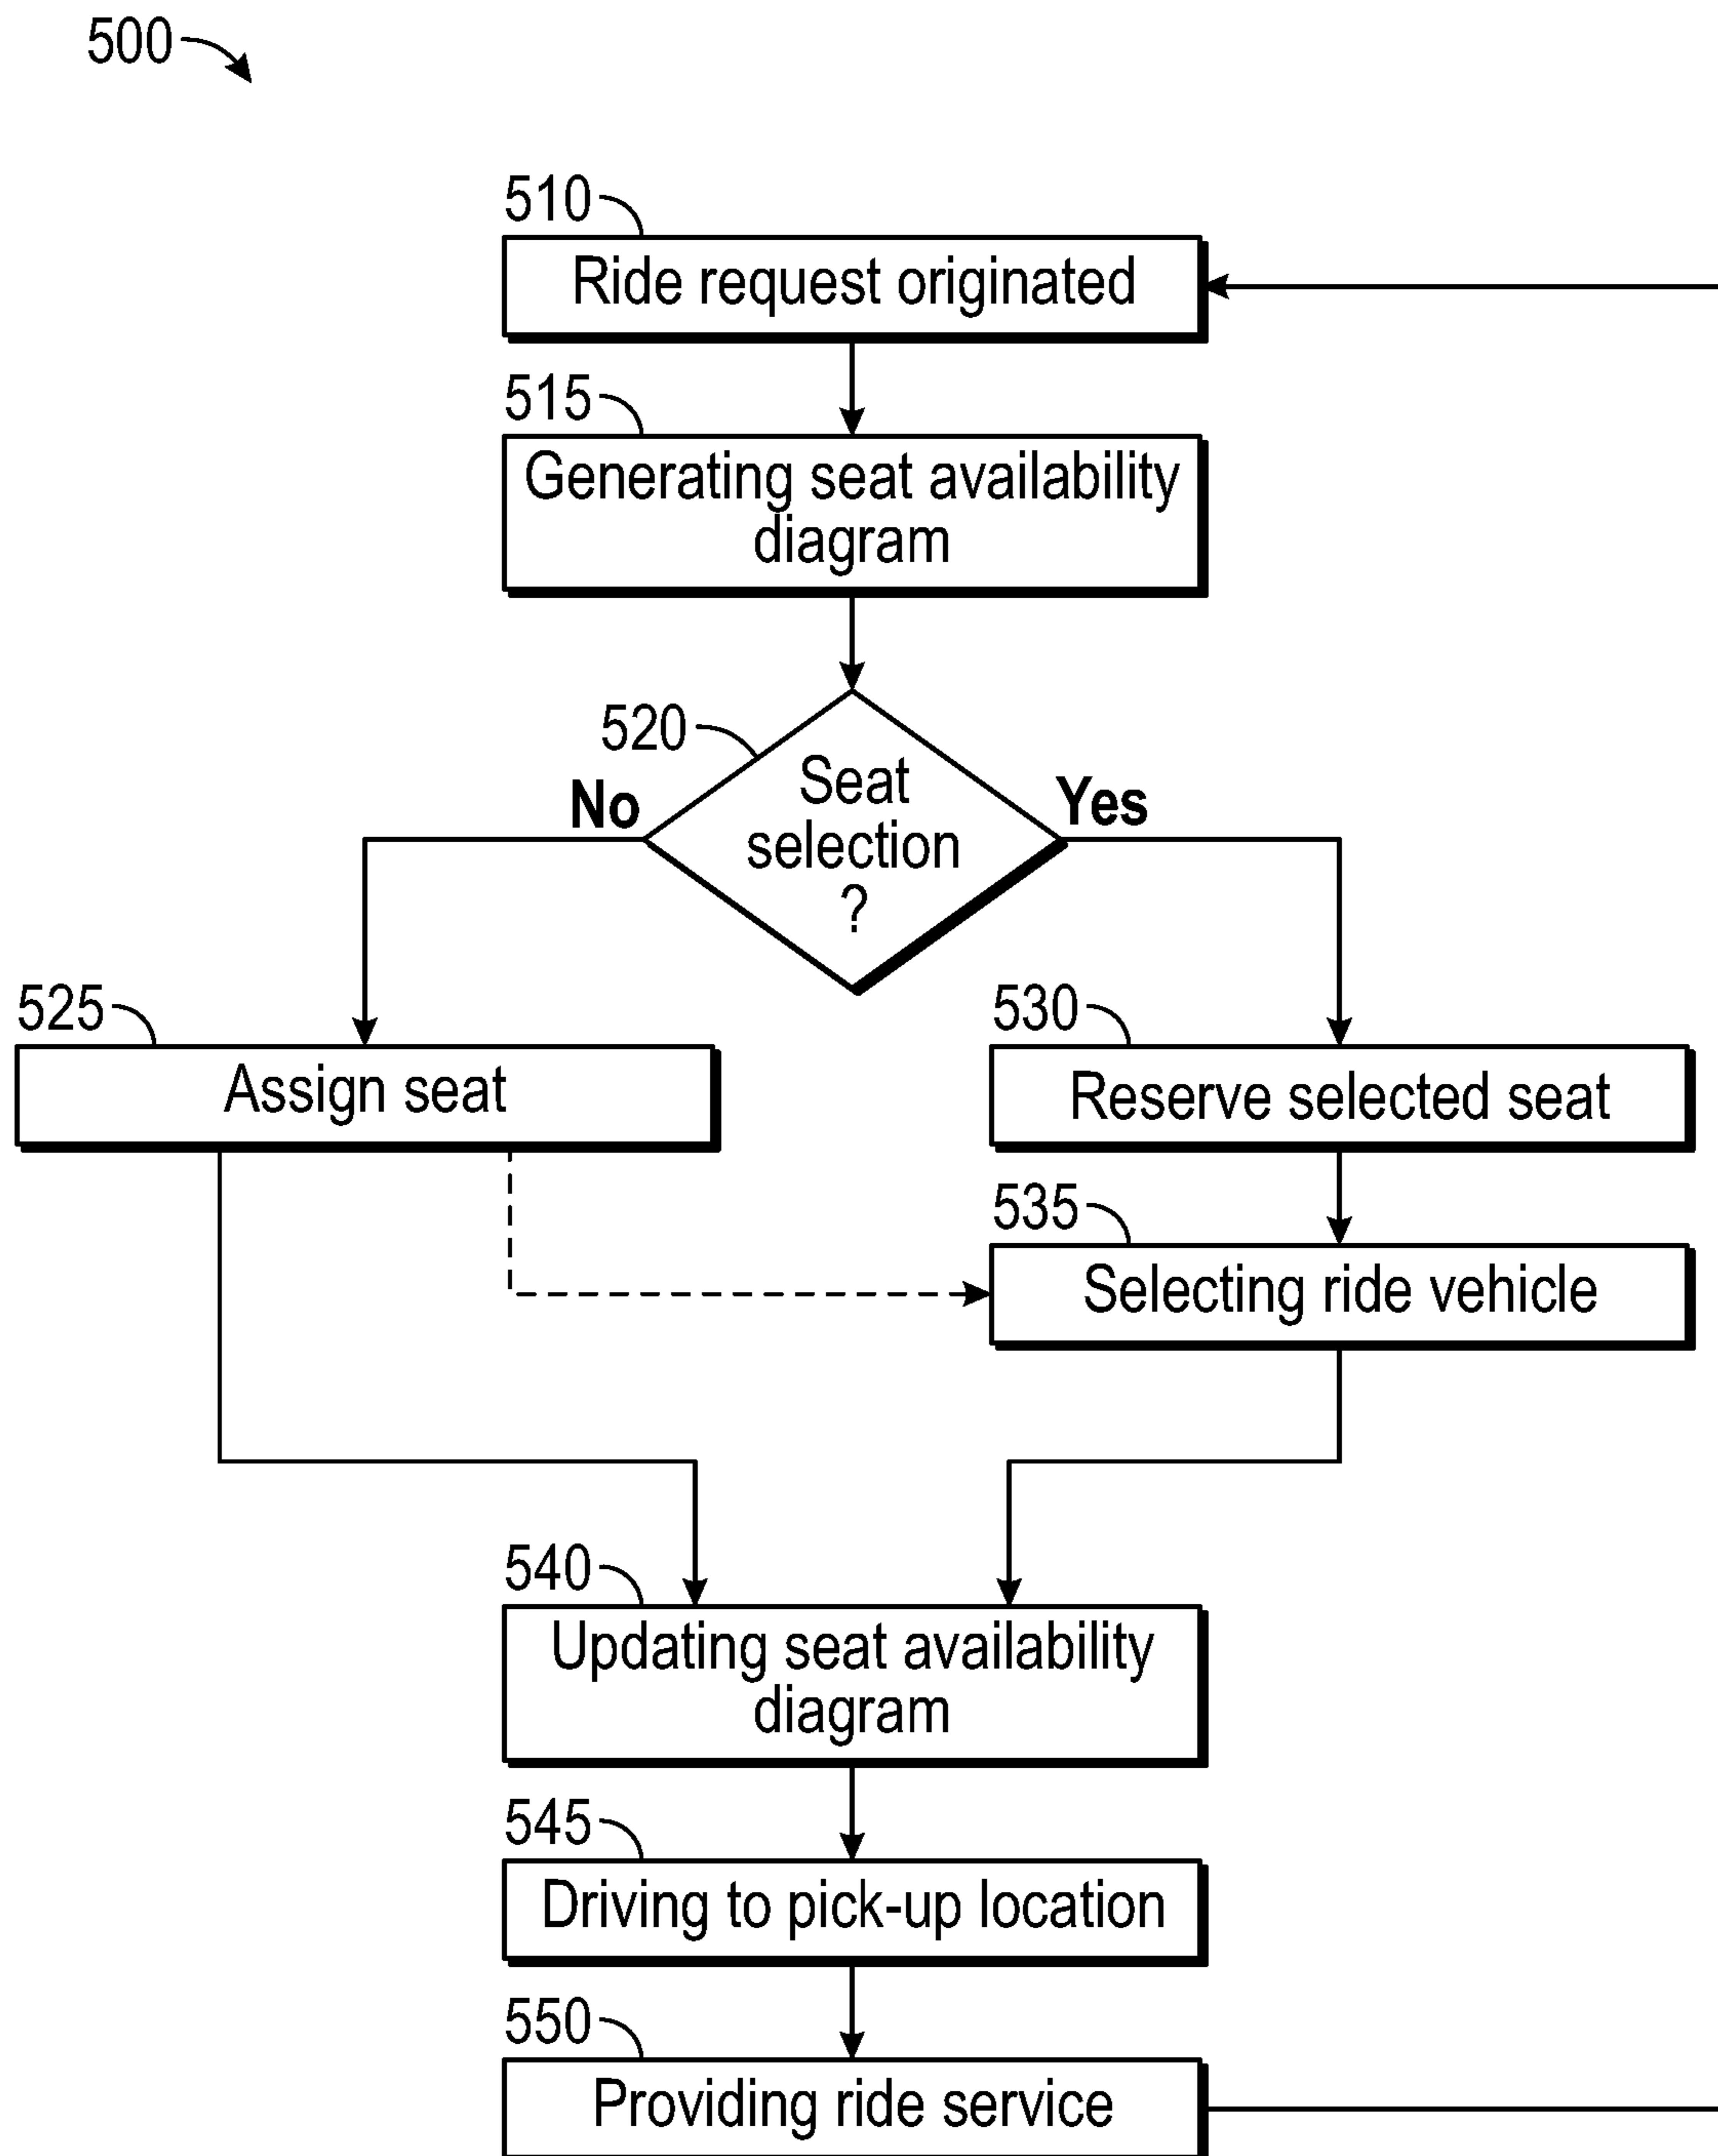 500
510
Ride request originated
515
Generating seat availability
diagram
520
Seat
selection
?
No
Yes
525
Assign seat
530
Reserve selected seat
535
Selecting ride vehicle
540
Updating seat availability
diagram
545
Driving to pick-up location
550
Providing ride service